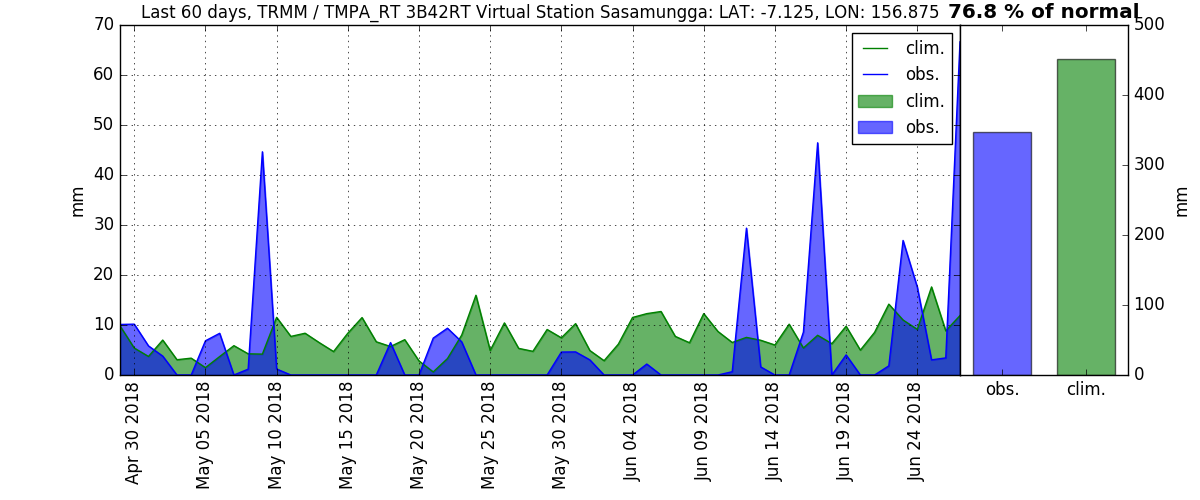 Last 60 days, TRMM / TMPA_RT 3B42RT Virtual Station Sasamungga: LAT: -7.125, LON: 156.875 76.8 % of normal
70
60
50
40
30
20
10
0
mm
clim.
obs.
clim.
obs.
500
400
300
200
100
0
mm
obs.
clim.
Apr 30 2018
May 05 2018
May 10 2018
May 15 2018
May 20 2018
May 25 2018
May 30 2018
Jun 04 2018
Jun 09 2018
Jun 14 2018
Jun 19 2018
Jun 24 2018